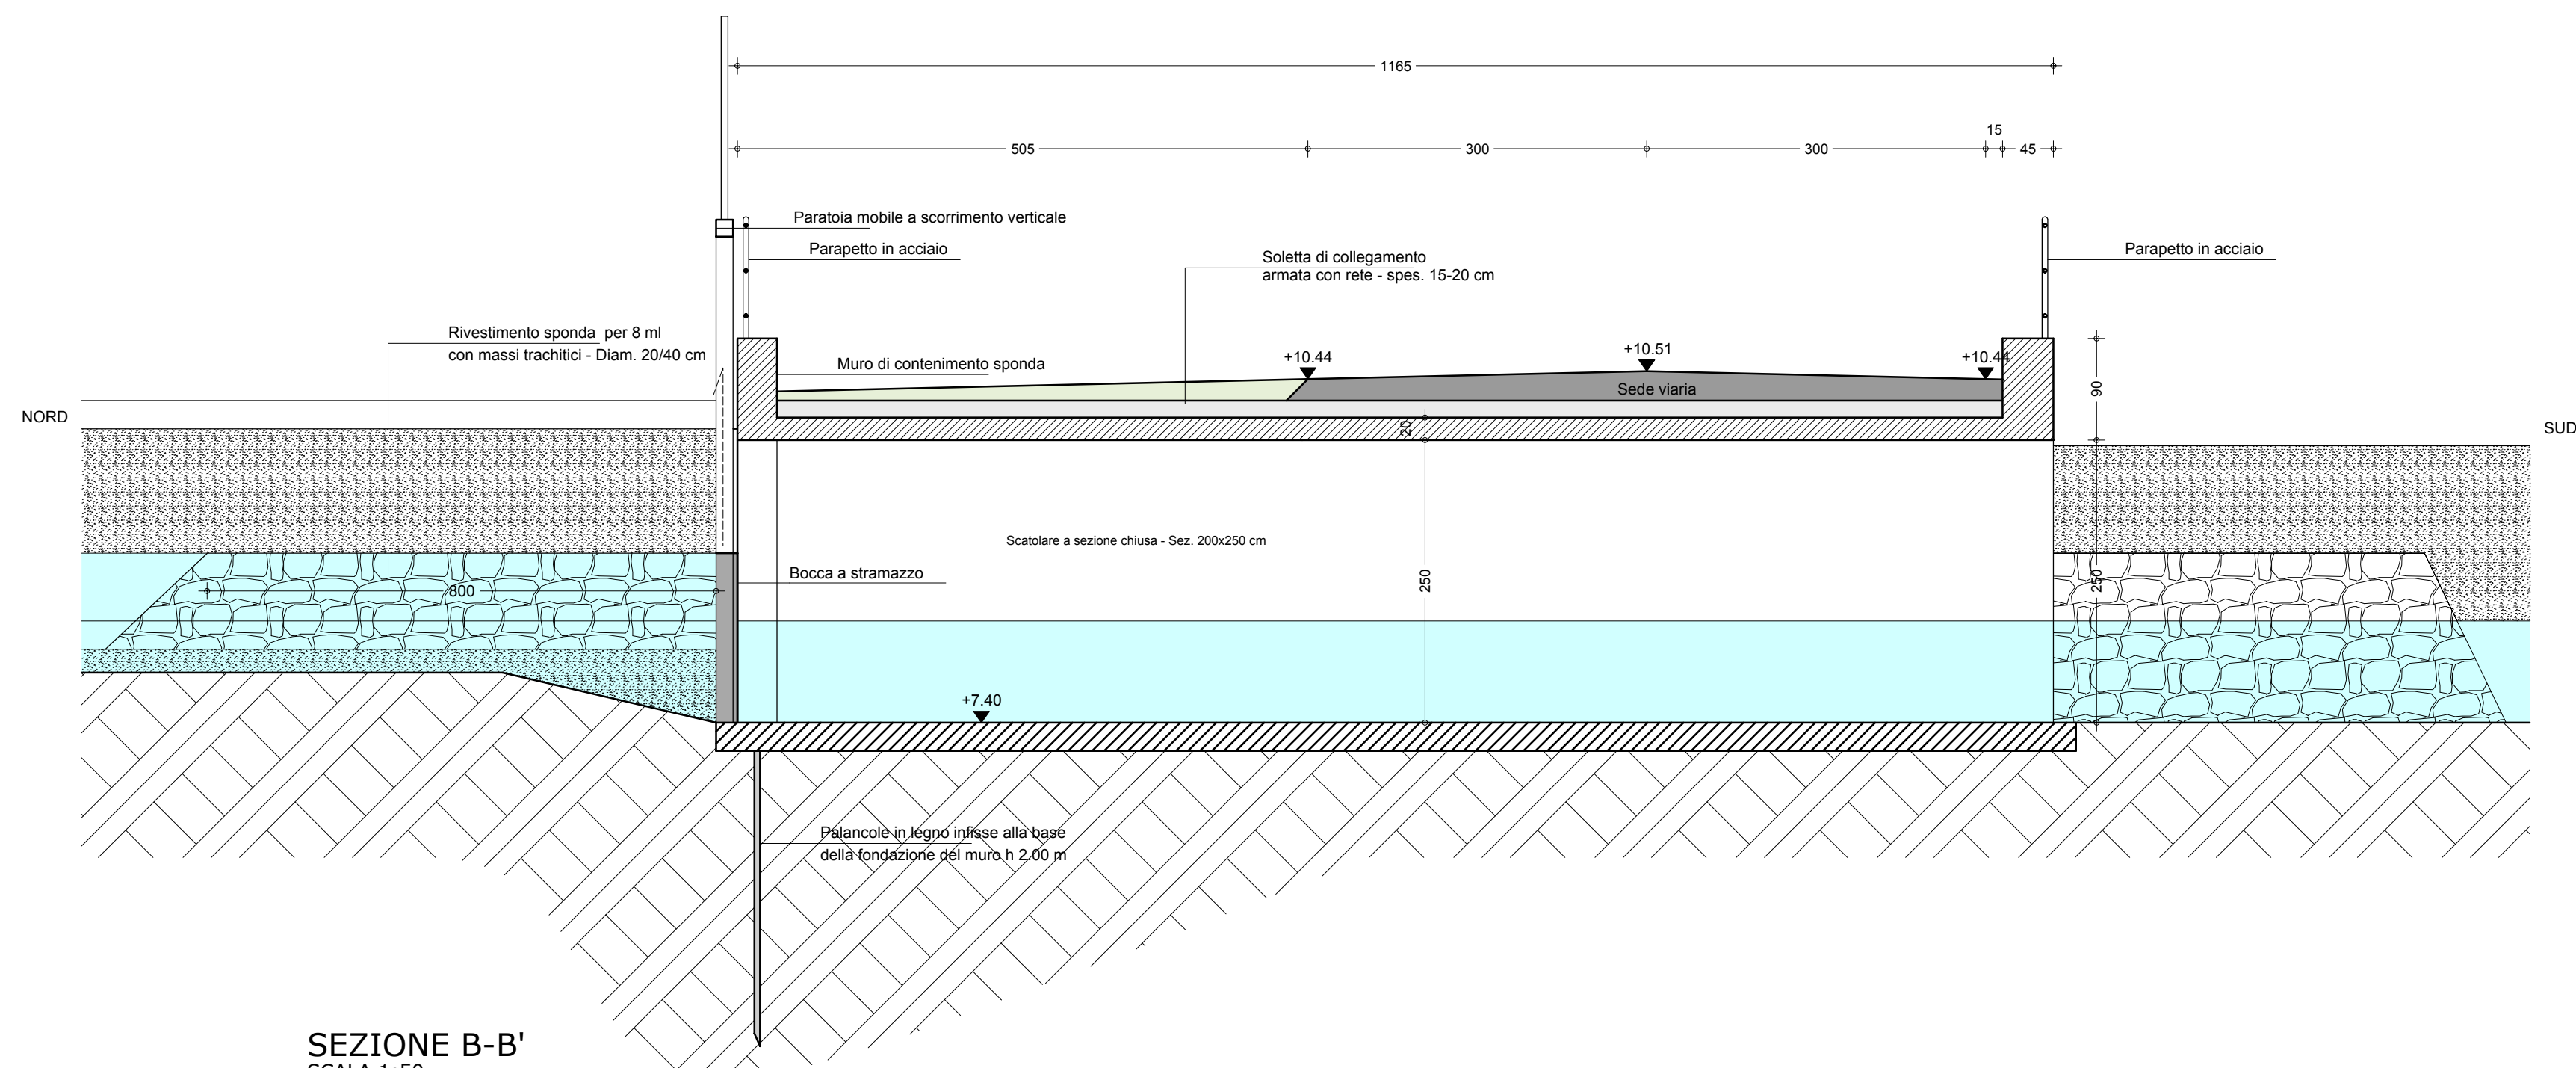 1165
15
505
300
300
45
Paratoia mobile a scorrimento verticale
Parapetto in acciaio
Parapetto in acciaio
Soletta di collegamento
armata con rete - spes. 15-20 cm
Rivestimento sponda per 8 ml
con massi trachitici - Diam. 20/40 cm
Muro di contenimento sponda
+10.44
+10.51
+10.44
Sede viaria
90
NORD
SUD
20
Scatolare a sezione chiusa - Sez. 200x250 cm
Bocca a stramazzo
800
250
250
+7.40
Palancole in legno infisse alla base
della fondazione del muro h 2.00 m
SEZIONE B-B'
SCALA 1:50